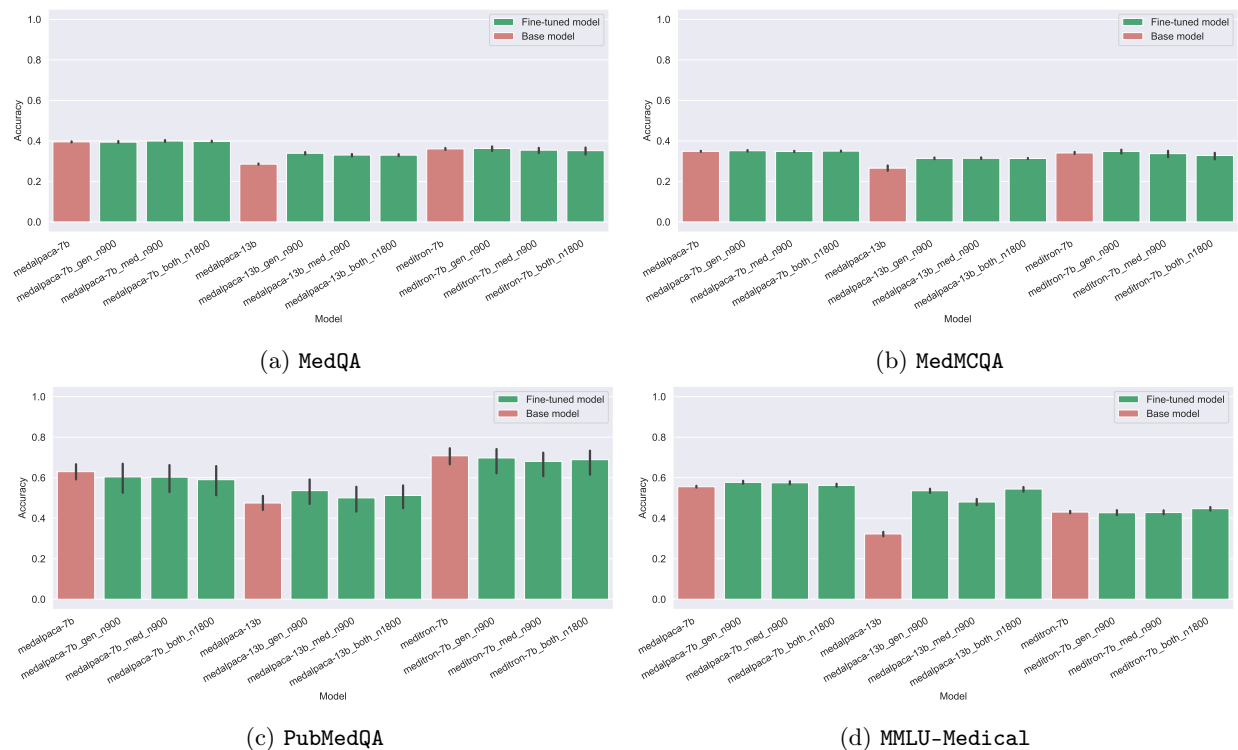 1.0
0.8
0.6
0.4
0.2
0.0
Accuracy
Fine-tuned model
Base model
medalpaca-7b
medalpaca-7b_gen_n900
medalpaca-7b_med_n900
medalpaca-7b_both_n1800
medalpaca-13b
medalpaca-13b_gen_n900
medalpaca-13b_med_n900
medalpaca-13b_both_n1800
meditron-7b
meditron-7b_gen_n900
meditron-7b_med_n900
meditron-7b_both_n1800
Model
(a) MedQA
1.0
0.8
0.6
0.4
0.2
0.0
Accuracy
Fine-tuned model
Base model
medalpaca-7b
medalpaca-7b_gen_n900
medalpaca-7b_med_n900
medalpaca-7b_both_n1800
medalpaca-13b
medalpaca-13b_gen_n900
medalpaca-13b_med_n900
medalpaca-13b_both_n1800
meditron-7b
meditron-7b_gen_n900
meditron-7b_med_n900
meditron-7b_both_n1800
Model
(b) MedMCQA
1.0
0.8
0.6
0.4
0.2
0.0
Accuracy
Fine-tuned model
Base model
medalpaca-7b
medalpaca-7b_gen_n900
medalpaca-7b_med_n900
medalpaca-7b_both_n1800
medalpaca-13b
medalpaca-13b_gen_n900
medalpaca-13b_med_n900
medalpaca-13b_both_n1800
meditron-7b
meditron-7b_gen_n900
meditron-7b_med_n900
meditron-7b_both_n1800
Model
(c) PubMedQA
1.0
0.8
0.6
0.4
0.2
0.0
Accuracy
Fine-tuned model
Base model
medalpaca-7b
medalpaca-7b_gen_n900
medalpaca-7b_med_n900
medalpaca-7b_both_n1800
medalpaca-13b
medalpaca-13b_gen_n900
medalpaca-13b_med_n900
medalpaca-13b_both_n1800
meditron-7b
meditron-7b_gen_n900
meditron-7b_med_n900
meditron-7b_both_n1800
Model
(d) MMLU-Medical